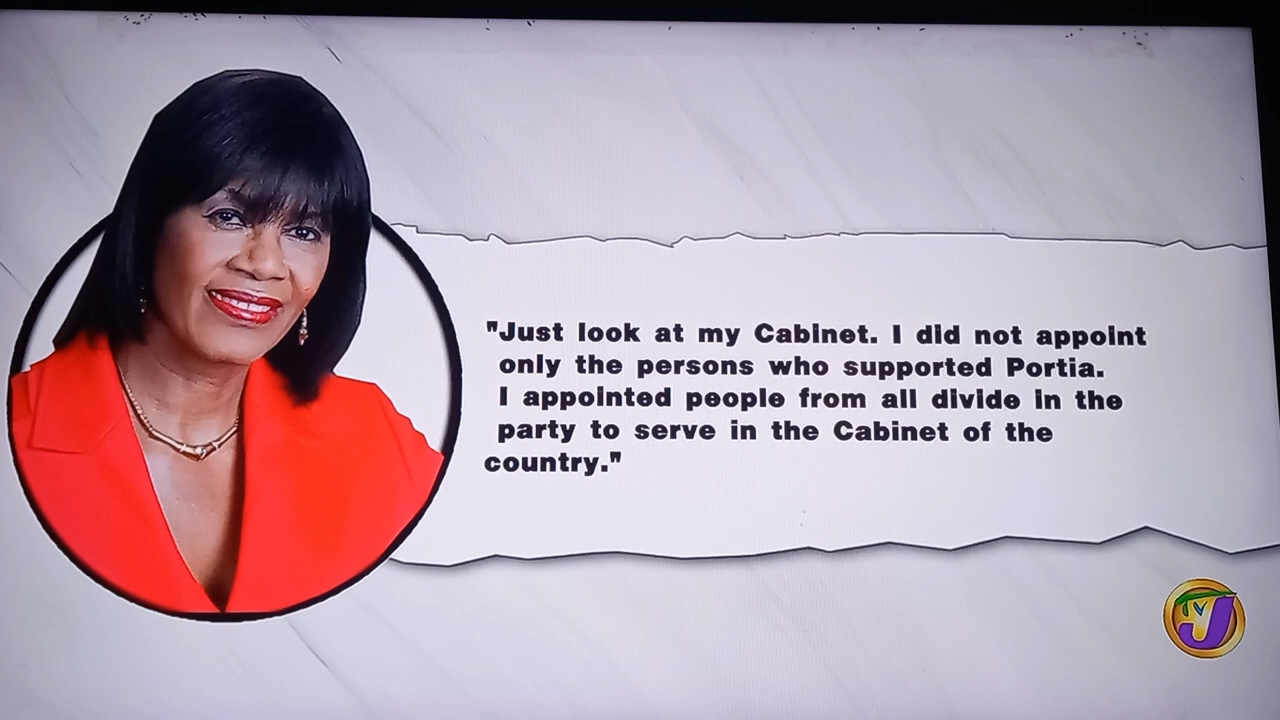 "Just look at my Cabinet. I did not appoint
only the persons who supported Portia.
I appointed people from all divide in the
party to serve in the Cabinet of the
country."
TVJ